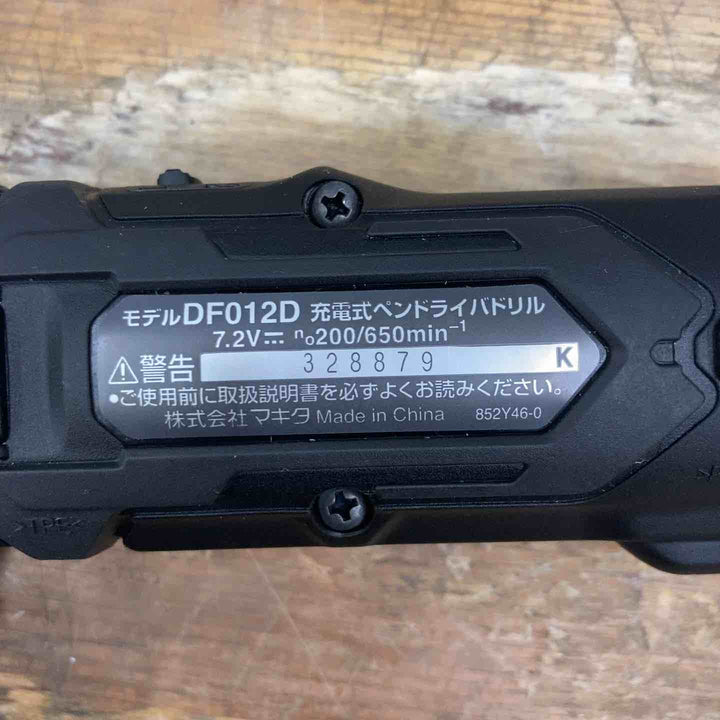 モデルDF012D 充電式ペンドライバドリル
7.2V⎓ n₀200/650min⁻¹
⚠警告 328879 K
●ご使用前に取扱説明書を必ずよくお読みください。
株式会社マキタ Made in China 852Y46-0